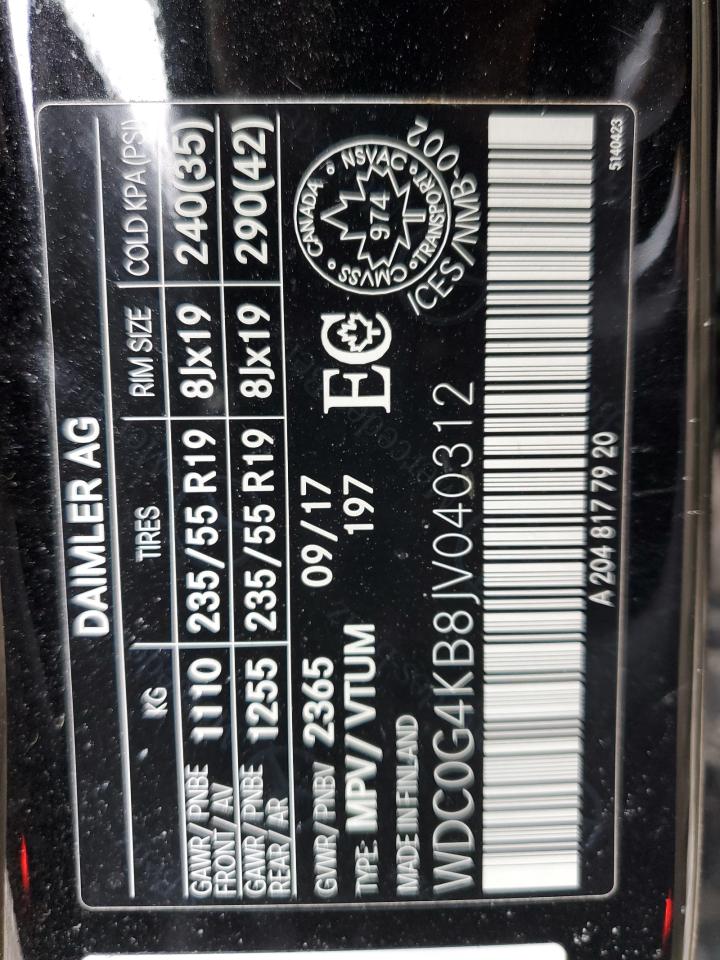 DAIMLER AG
KG TIRES RIM SIZE COLD KPA(PSI)
GAWR/PNBE FRONT/AV 1110 235/55 R19 8Jx19 240(35)
GAWR/PNBE REAR/AR 1255 235/55 R19 8Jx19 290(42)
GVWR/PNBV 2365 09/17
TYPE: MPV/VTUM 197
EC
CANADA NSVAC TRANSPORT CMVSS
974
MADE IN FINLAND
ICES/NMB-002
WDC0G4KB8JV040312
A 204 817 79 20
5140423